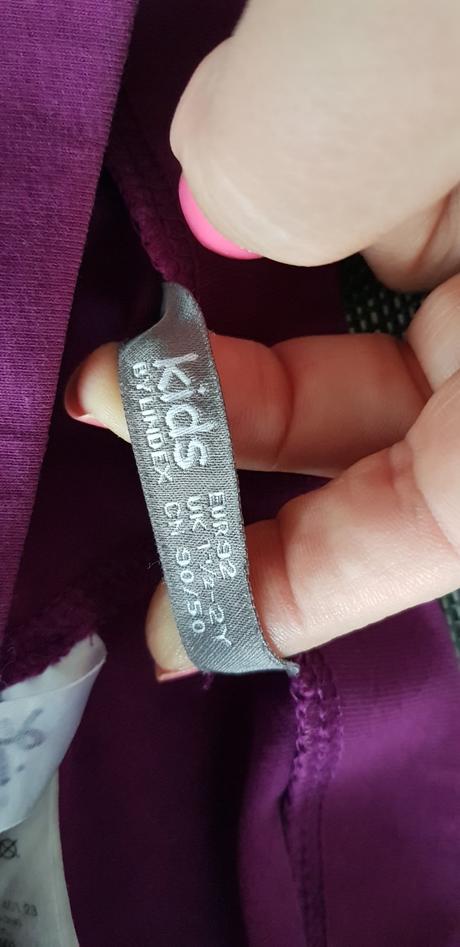 kids
BY LINDEX
EUR 92
UK 1½-2Y
CN 90/50